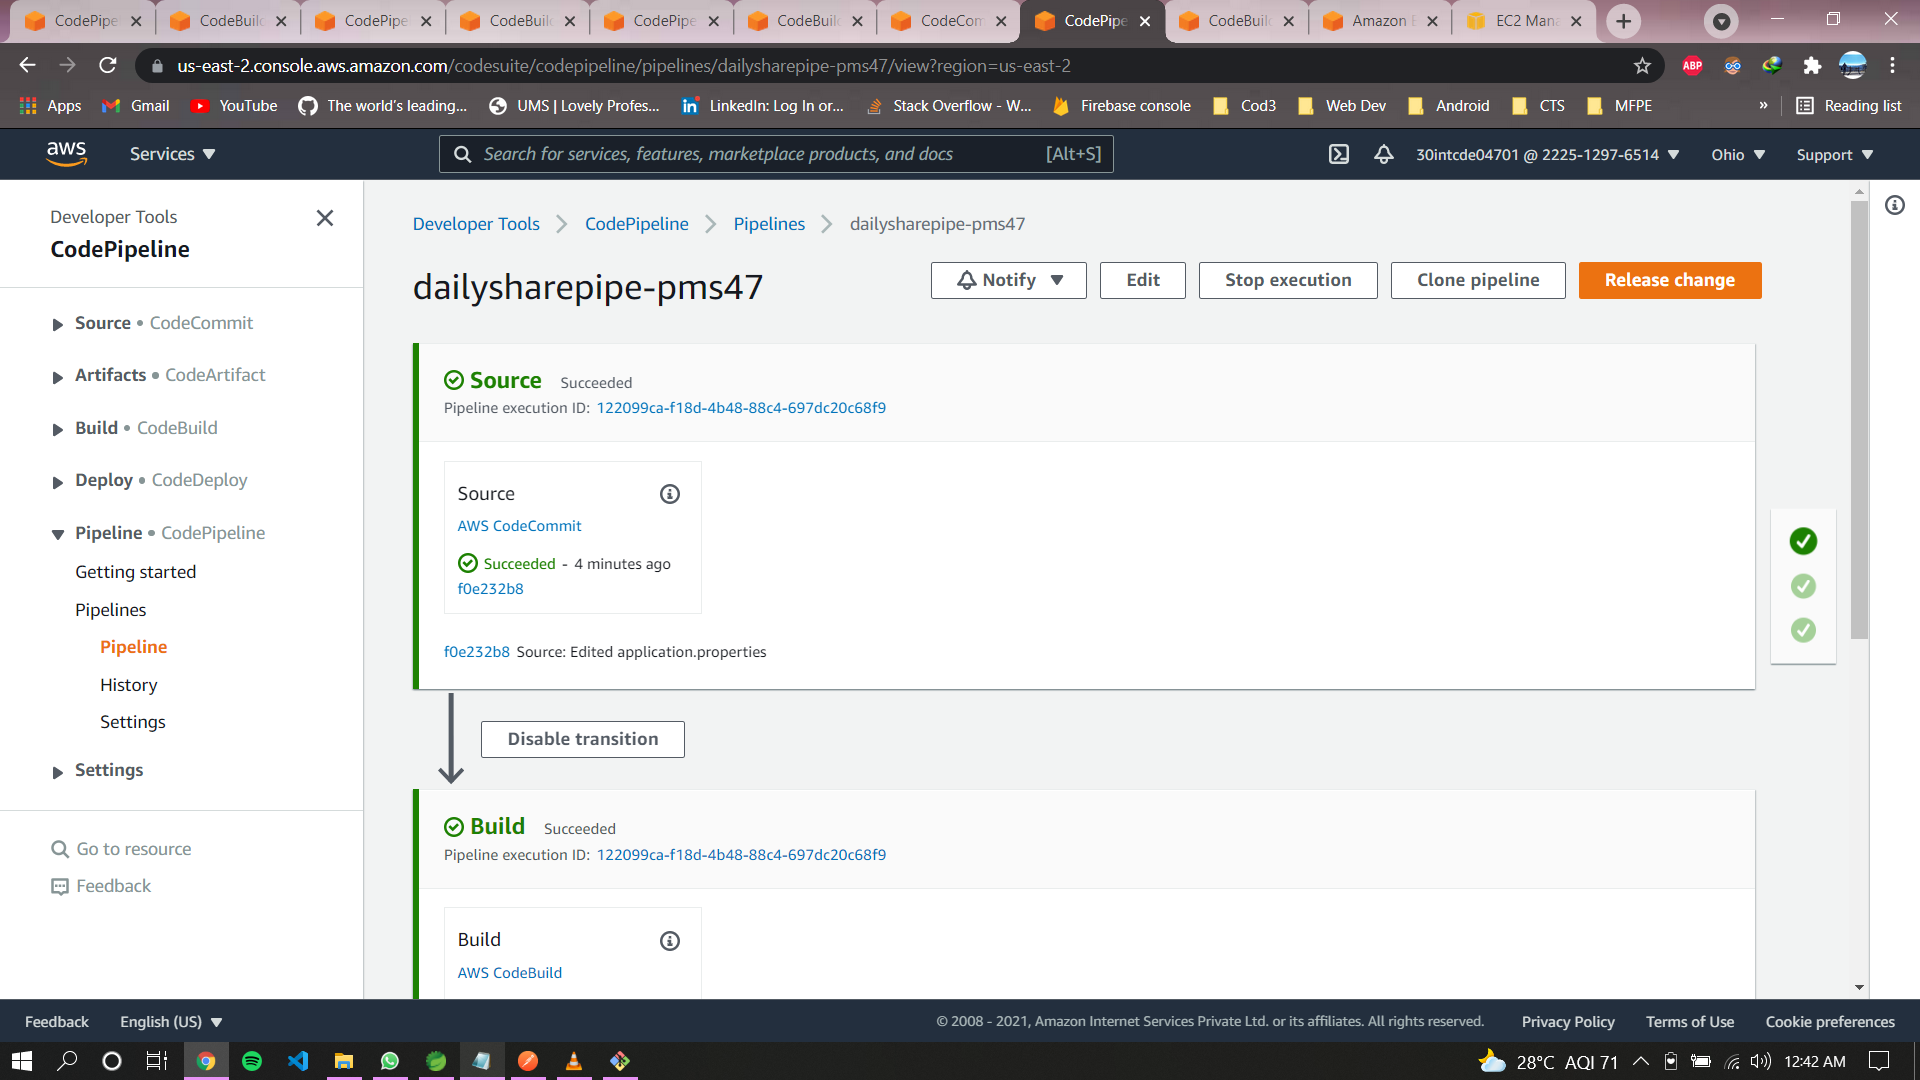 CodePipe
CodeBuil
CodePipe
CodeBuil
CodePipe
CodeBuil
CodeCom
CodePipe
CodeBuil
Amazon E
EC2 Mana
us-east-2.console.aws.amazon.com/codesuite/codepipeline/pipelines/dailysharepipe-pms47/view?region=us-east-2
ABP
Apps
Gmail
YouTube
The world's leading...
UMS | Lovely Profes...
LinkedIn: Log In or...
Stack Overflow - W...
Firebase console
Cod3
Web Dev
Android
CTS
MFPE
»
Reading list
aws
Services
Search for services, features, marketplace products, and docs
[Alt+S]
30intcde04701 @ 2225-1297-6514
Ohio
Support
Developer Tools
CodePipeline
Source • CodeCommit
Artifacts • CodeArtifact
Build • CodeBuild
Deploy • CodeDeploy
Pipeline • CodePipeline
Getting started
Pipelines
Pipeline
History
Settings
Settings
Go to resource
Feedback
Developer Tools
CodePipeline
Pipelines
dailysharepipe-pms47
dailysharepipe-pms47
Notify
Edit
Stop execution
Clone pipeline
Release change
Source Succeeded
Pipeline execution ID: 122099ca-f18d-4b48-88c4-697dc20c68f9
Source
AWS CodeCommit
Succeeded - 4 minutes ago
f0e232b8
f0e232b8 Source: Edited application.properties
Disable transition
Build Succeeded
Pipeline execution ID: 122099ca-f18d-4b48-88c4-697dc20c68f9
Build
AWS CodeBuild
Feedback
English (US)
© 2008 - 2021, Amazon Internet Services Private Ltd. or its affiliates. All rights reserved.
Privacy Policy
Terms of Use
Cookie preferences
28°C AQI 71
12:42 AM